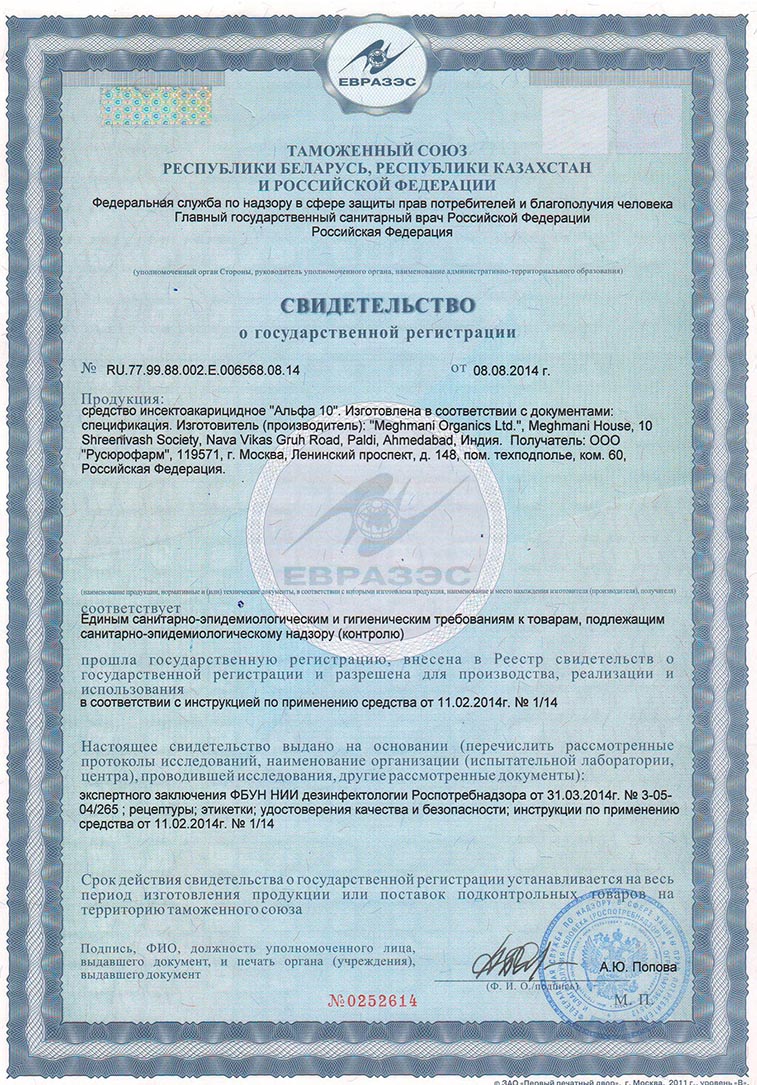 ЕВРАЗЭС
ТАМОЖЕННЫЙ СОЮЗ
РЕСПУБЛИКИ БЕЛАРУСЬ, РЕСПУБЛИКИ КАЗАХСТАН
И РОССИЙСКОЙ ФЕДЕРАЦИИ
Федеральная служба по надзору в сфере защиты прав потребителей и благополучия человека
Главный государственный санитарный врач Российской Федерации
Российская Федерация
(уполномоченный орган Стороны, руководитель уполномоченного органа, наименование административно-территориального образования)
СВИДЕТЕЛЬСТВО
о государственной регистрации
№ RU.77.99.88.002.Е.006568.08.14 от 08.08.2014 г.
Продукция:
средство инсектоакарицидное "Альфа 10". Изготовлена в соответствии с документами:
спецификация. Изготовитель (производитель): "Meghmani Organics Ltd.", Meghmani House, 10
Shreenivash Society, Nava Vikas Gruh Road, Paldi, Ahmedabad, Индия. Получатель: ООО
"Русюрофарм", 119571, г. Москва, Ленинский проспект, д. 148, пом. техподполье, ком. 60,
Российская Федерация.
ЕВРАЗЭС
(наименование продукции, нормативные и (или) технические документы, в соответствии с которыми изготовлена продукция, наименование и место нахождения изготовителя (производителя), получателя)
соответствует
Единым санитарно-эпидемиологическим и гигиеническим требованиям к товарам, подлежащим
санитарно-эпидемиологическому надзору (контролю)
прошла государственную регистрацию, внесена в Реестр свидетельств о
государственной регистрации и разрешена для производства, реализации и
использования
в соответствии с инструкцией по применению средства от 11.02.2014г. № 1/14
Настоящее свидетельство выдано на основании (перечислить рассмотренные
протоколы исследований, наименование организации (испытательной лаборатории,
центра), проводившей исследования, другие рассмотренные документы):
экспертного заключения ФБУН НИИ дезинфектологии Роспотребнадзора от 31.03.2014г. № 3-05-
04/265 ; рецептуры; этикетки; удостоверения качества и безопасности; инструкции по применению
средства от 11.02.2014г. № 1/14
Срок действия свидетельства о государственной регистрации устанавливается на весь
период изготовления продукции или поставок подконтрольных товаров на
территорию таможенного союза
Подпись, ФИО, должность уполномоченного лица,
выдавшего документ, и печать органа (учреждения),
выдавшего документ
А.Ю. Попова
(Ф. И. О./подпись)
№0252614
М. П.
© ЗАО «Первый печатный двор», г. Москва, 2011 г., уровень «В».